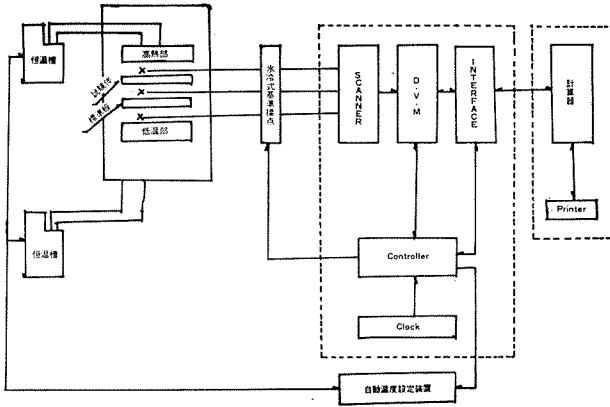 恒温槽
高熱部
試験体
標準板
低温部
氷冷式基準接点
SCANNER
D・V・M
INTERFACE
計算器
Printer
恒温槽
Controller
Clock
自動温度設定装置